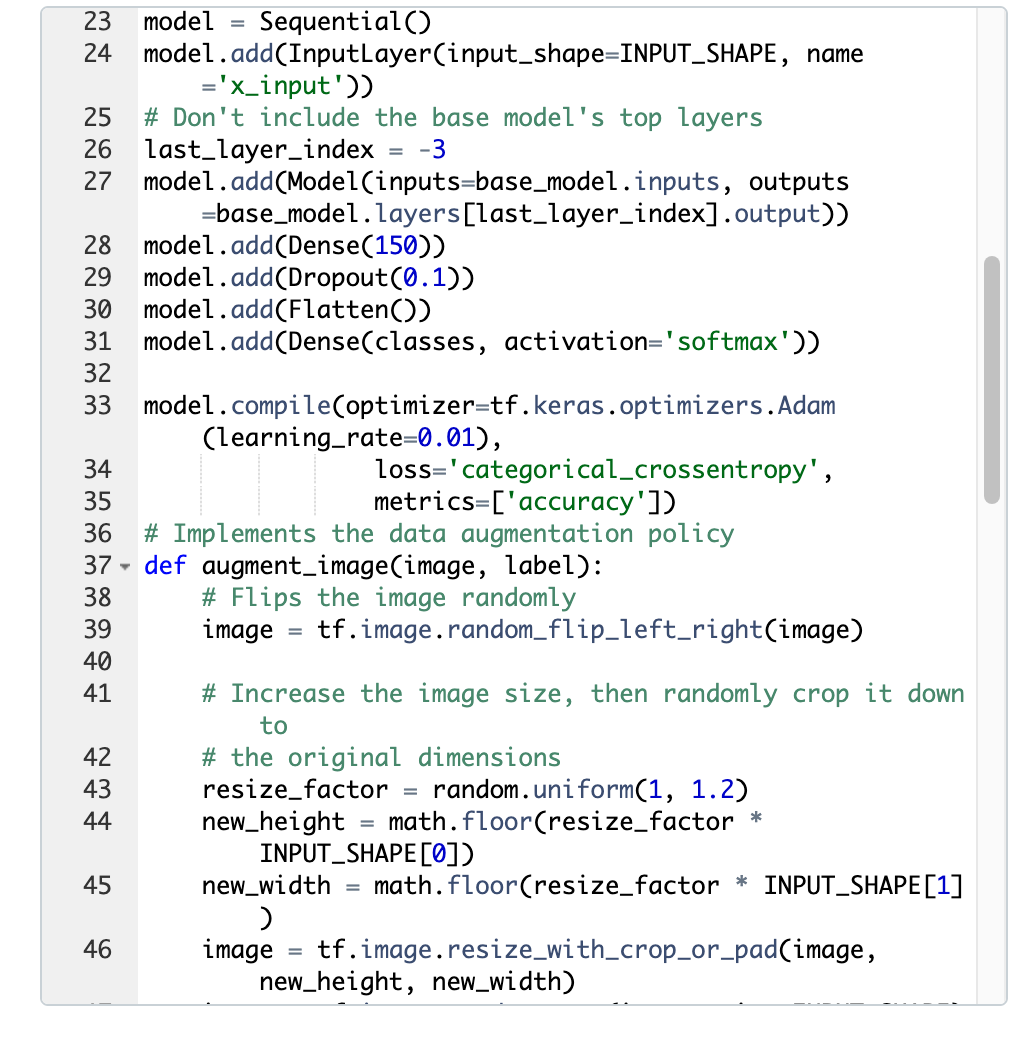 23 model = Sequential()
24 model.add(InputLayer(input_shape=INPUT_SHAPE, name
='x_input'))
25 # Don't include the base model's top layers
26 last_layer_index = -3
27 model.add(Model(inputs=base_model.inputs, outputs
=base_model.layers[last_layer_index].output))
28 model.add(Dense(150))
29 model.add(Dropout(0.1))
30 model.add(Flatten())
31 model.add(Dense(classes, activation='softmax'))
32
33 model.compile(optimizer=tf.keras.optimizers.Adam
(learning_rate=0.01),
34 loss='categorical_crossentropy',
35 metrics=['accuracy'])
36 # Implements the data augmentation policy
37 def augment_image(image, label):
38 # Flips the image randomly
39 image = tf.image.random_flip_left_right(image)
40
41 # Increase the image size, then randomly crop it down
to
42 # the original dimensions
43 resize_factor = random.uniform(1, 1.2)
44 new_height = math.floor(resize_factor *
INPUT_SHAPE[0])
45 new_width = math.floor(resize_factor * INPUT_SHAPE[1]
)
46 image = tf.image.resize_with_crop_or_pad(image,
new_height, new_width)